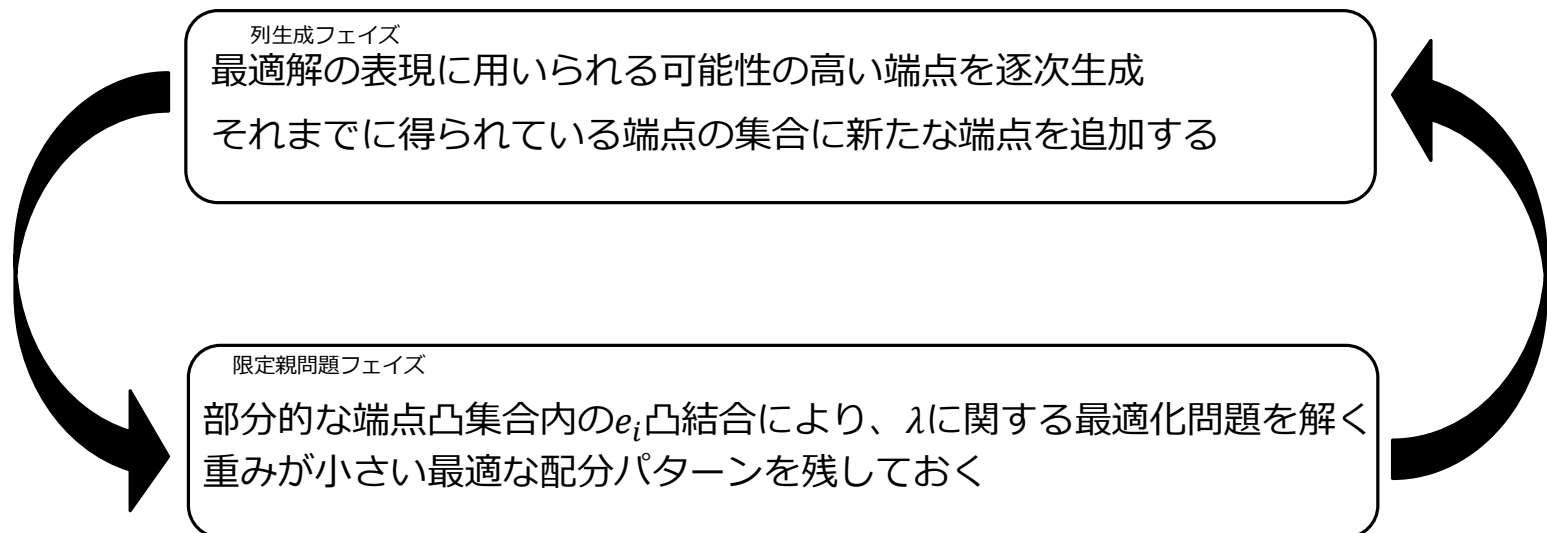 列生成フェイズ
最適解の表現に用いられる可能性の高い端点を逐次生成
それまでに得られている端点の集合に新たな端点を追加する
限定親問題フェイズ
部分的な端点凸集合内のe_i凸結合により、λに関する最適化問題を解く
重みが小さい最適な配分パターンを残しておく